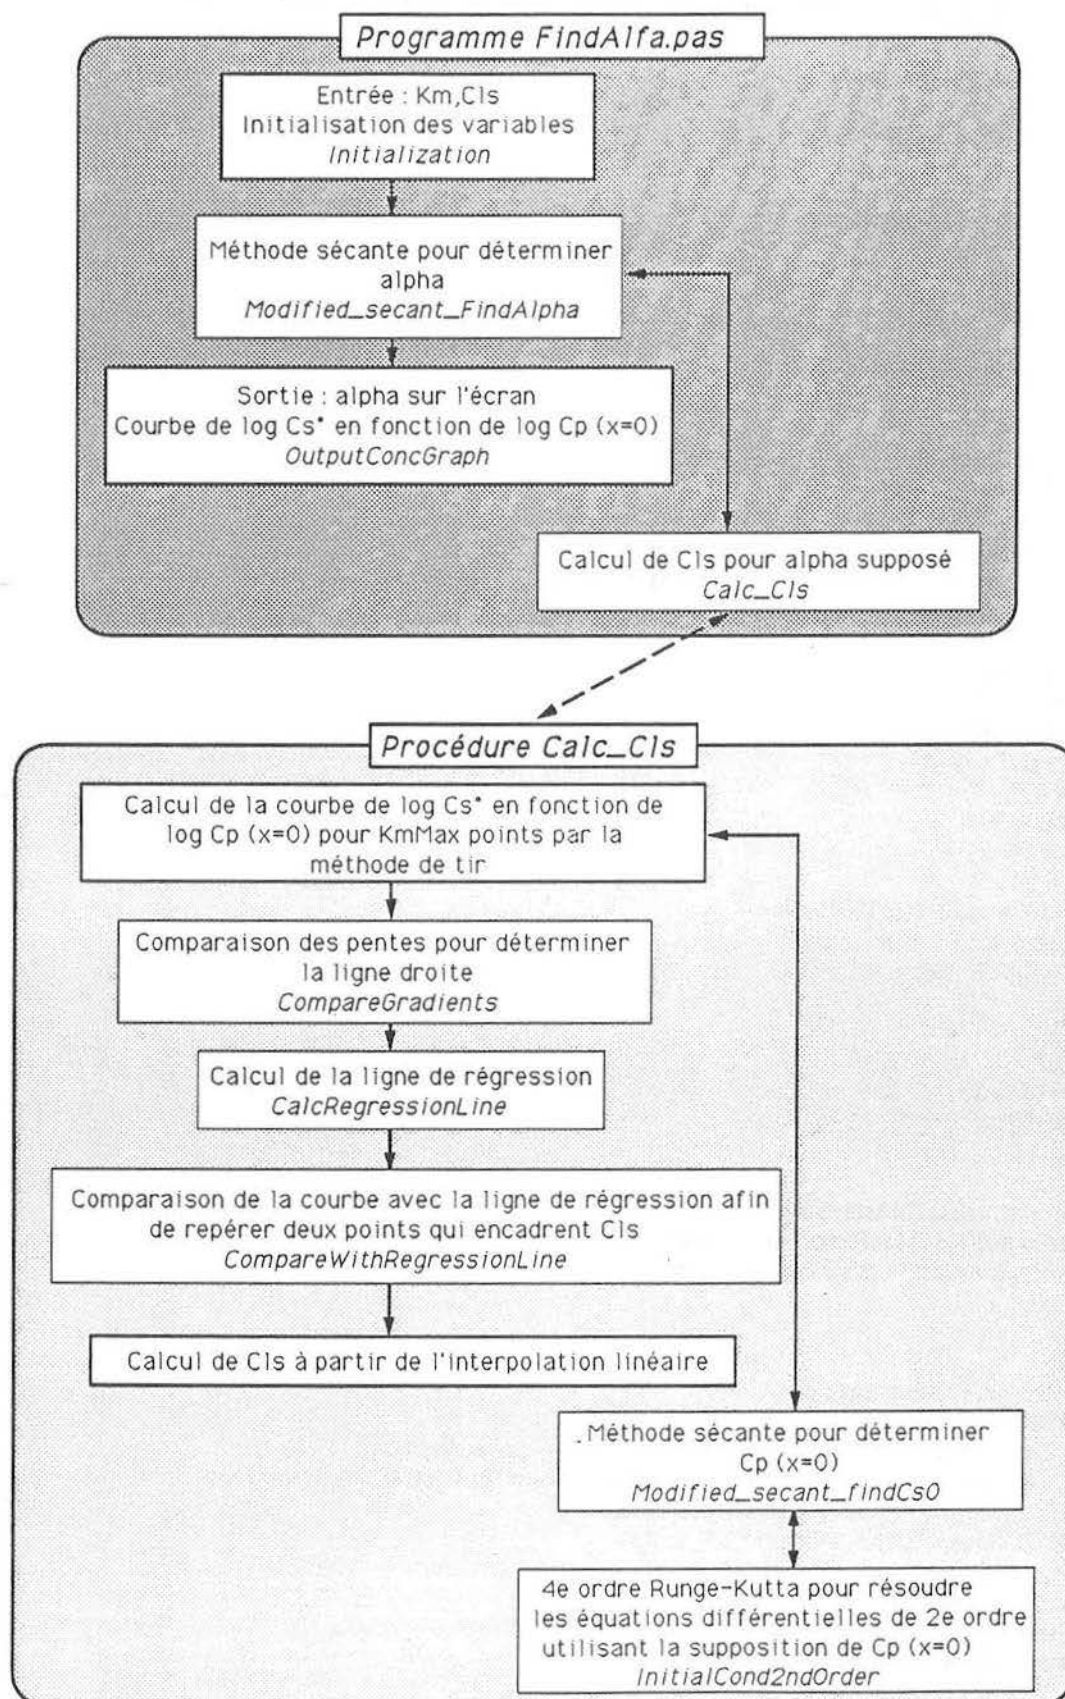 Programme FindAlfa.pas
Entrée : Km,Cls
Initialisation des variables
Initialization
Méthode sécante pour déterminer
alpha
Modified_secant_FindAlpha
Sortie : alpha sur l'écran
Courbe de log Cs* en fonction de log Cp (x=0)
OutputConcGraph
Calcul de Cls pour alpha supposé
Calc_Cls
Procédure Calc_Cls
Calcul de la courbe de log Cs* en fonction de
log Cp (x=0) pour KmMax points par la
méthode de tir
Comparaison des pentes pour déterminer
la ligne droite
CompareGradients
Calcul de la ligne de régression
CalcRegressionLine
Comparaison de la courbe avec la ligne de régression afin
de repérer deux points qui encadrent Cls
CompareWithRegressionLine
Calcul de Cls à partir de l'interpolation linéaire
Méthode sécante pour déterminer
Cp (x=0)
Modified_secant_findCs0
4e ordre Runge-Kutta pour résoudre
les équations différentielles de 2e ordre
utilisant la supposition de Cp (x=0)
InitialCond2ndOrder